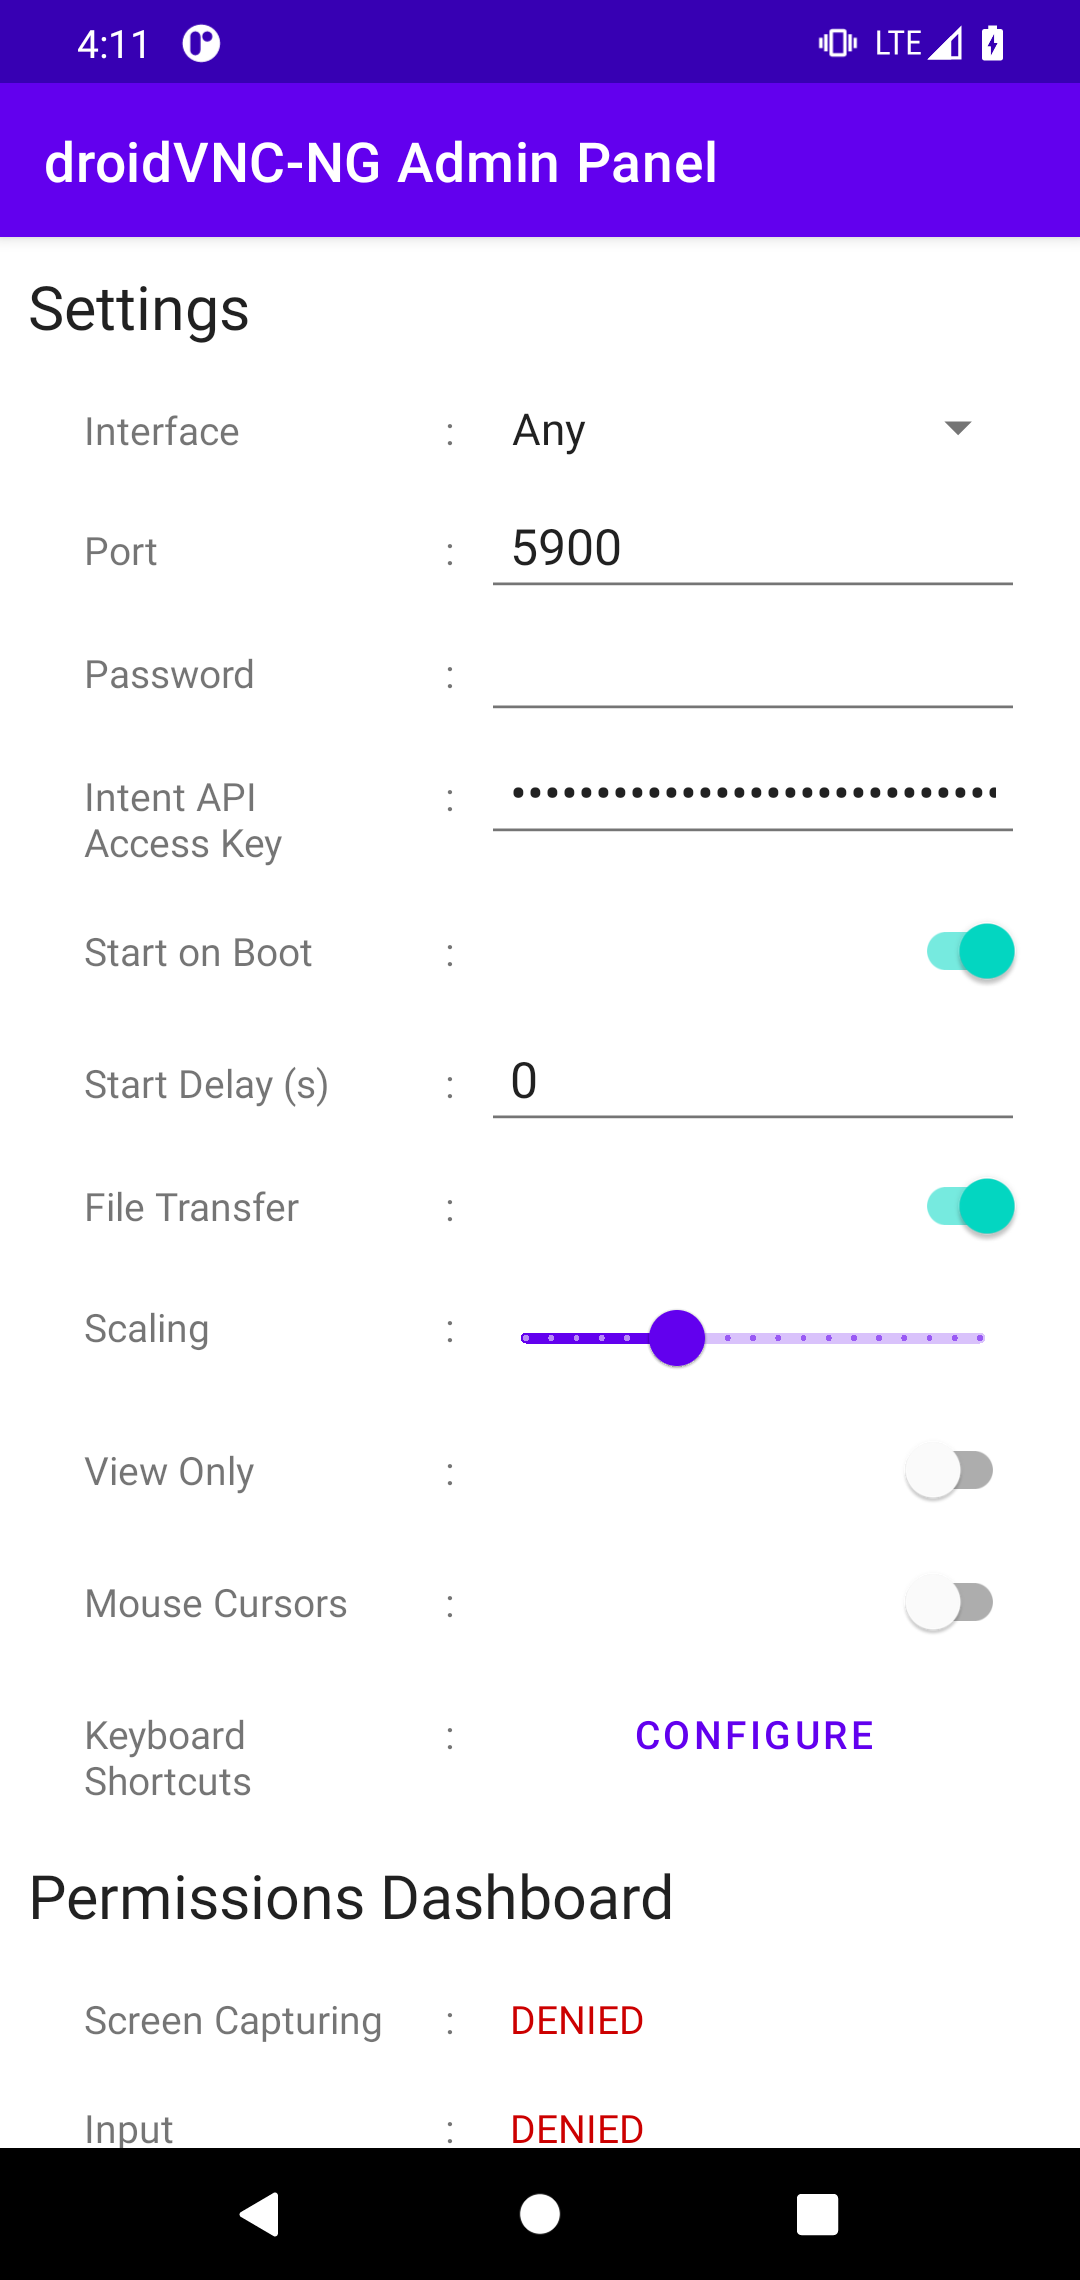 4:11 LTE
droidVNC-NG Admin Panel
Settings
Interface : Any
Port : 5900
Password :
Intent API : ••••••••••••••••••••••••••••
Access Key
Start on Boot :
Start Delay (s) : 0
File Transfer :
Scaling :
View Only :
Mouse Cursors :
Keyboard : CONFIGURE
Shortcuts
Permissions Dashboard
Screen Capturing : DENIED
Input : DENIED